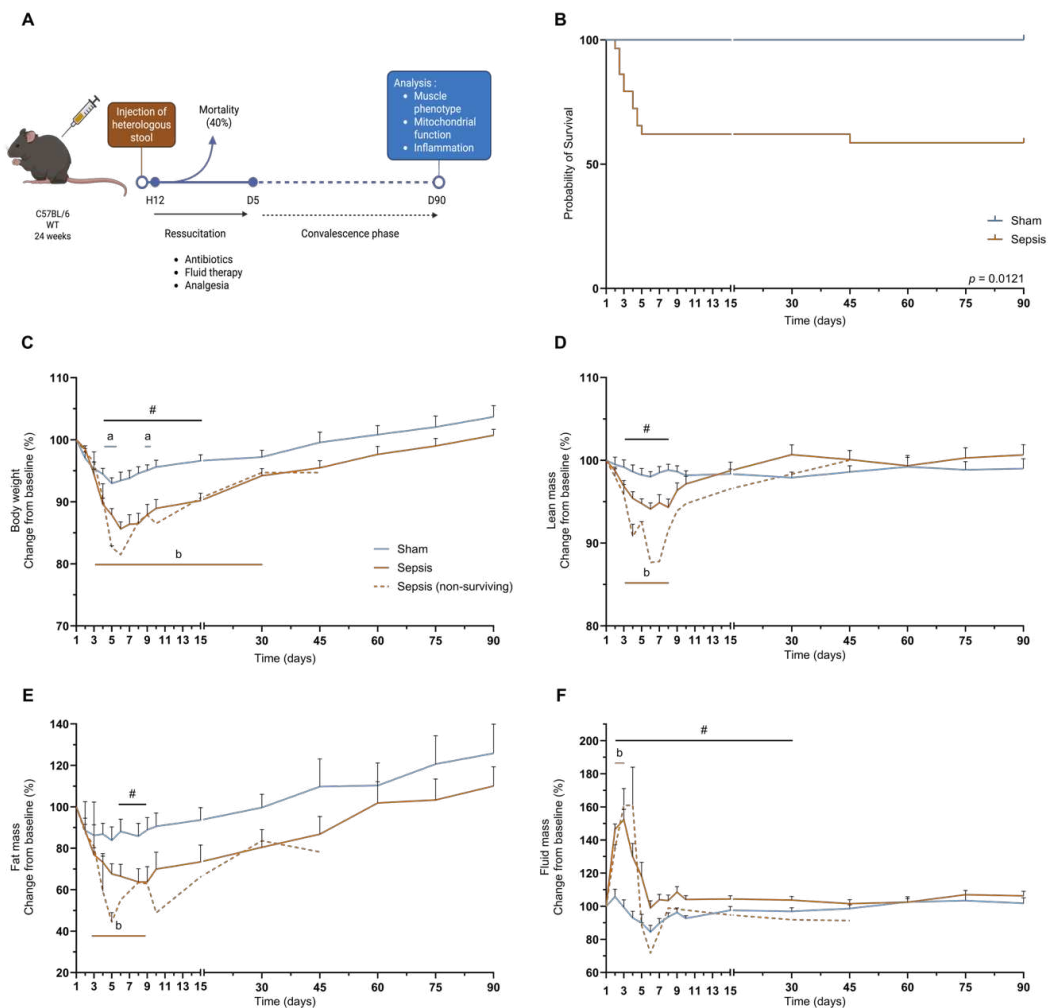 A
Injection of
heterologous
stool
Mortality
(40%)
Analysis :
• Muscle
phenotype
• Mitochondrial
function
• Inflammation
C57BL/6
WT
24 weeks
H12
D5
D90
Ressucitation
Convalescence phase
• Antibiotics
• Fluid therapy
• Analgesia
B
Probability of Survival
100
50
0
Sham
Sepsis
p = 0.0121
1 3 5 7 9 11 13 15 30 45 60 75 90
Time (days)
C
Body weight
Change from baseline (%)
110
100
90
80
70
#
a a
b
Sham
Sepsis
Sepsis (non-surviving)
1 3 5 7 9 11 13 15 30 45 60 75 90
Time (days)
D
Lean mass
Change from baseline (%)
110
100
90
80
#
b
1 3 5 7 9 11 13 15 30 45 60 75 90
Time (days)
E
Fat mass
Change from baseline (%)
140
120
100
80
60
40
20
#
b
1 3 5 7 9 11 13 15 30 45 60 75 90
Time (days)
F
Fluid mass
Change from baseline (%)
200
180
160
140
120
100
80
60
#
b
1 3 5 7 9 11 13 15 30 45 60 75 90
Time (days)